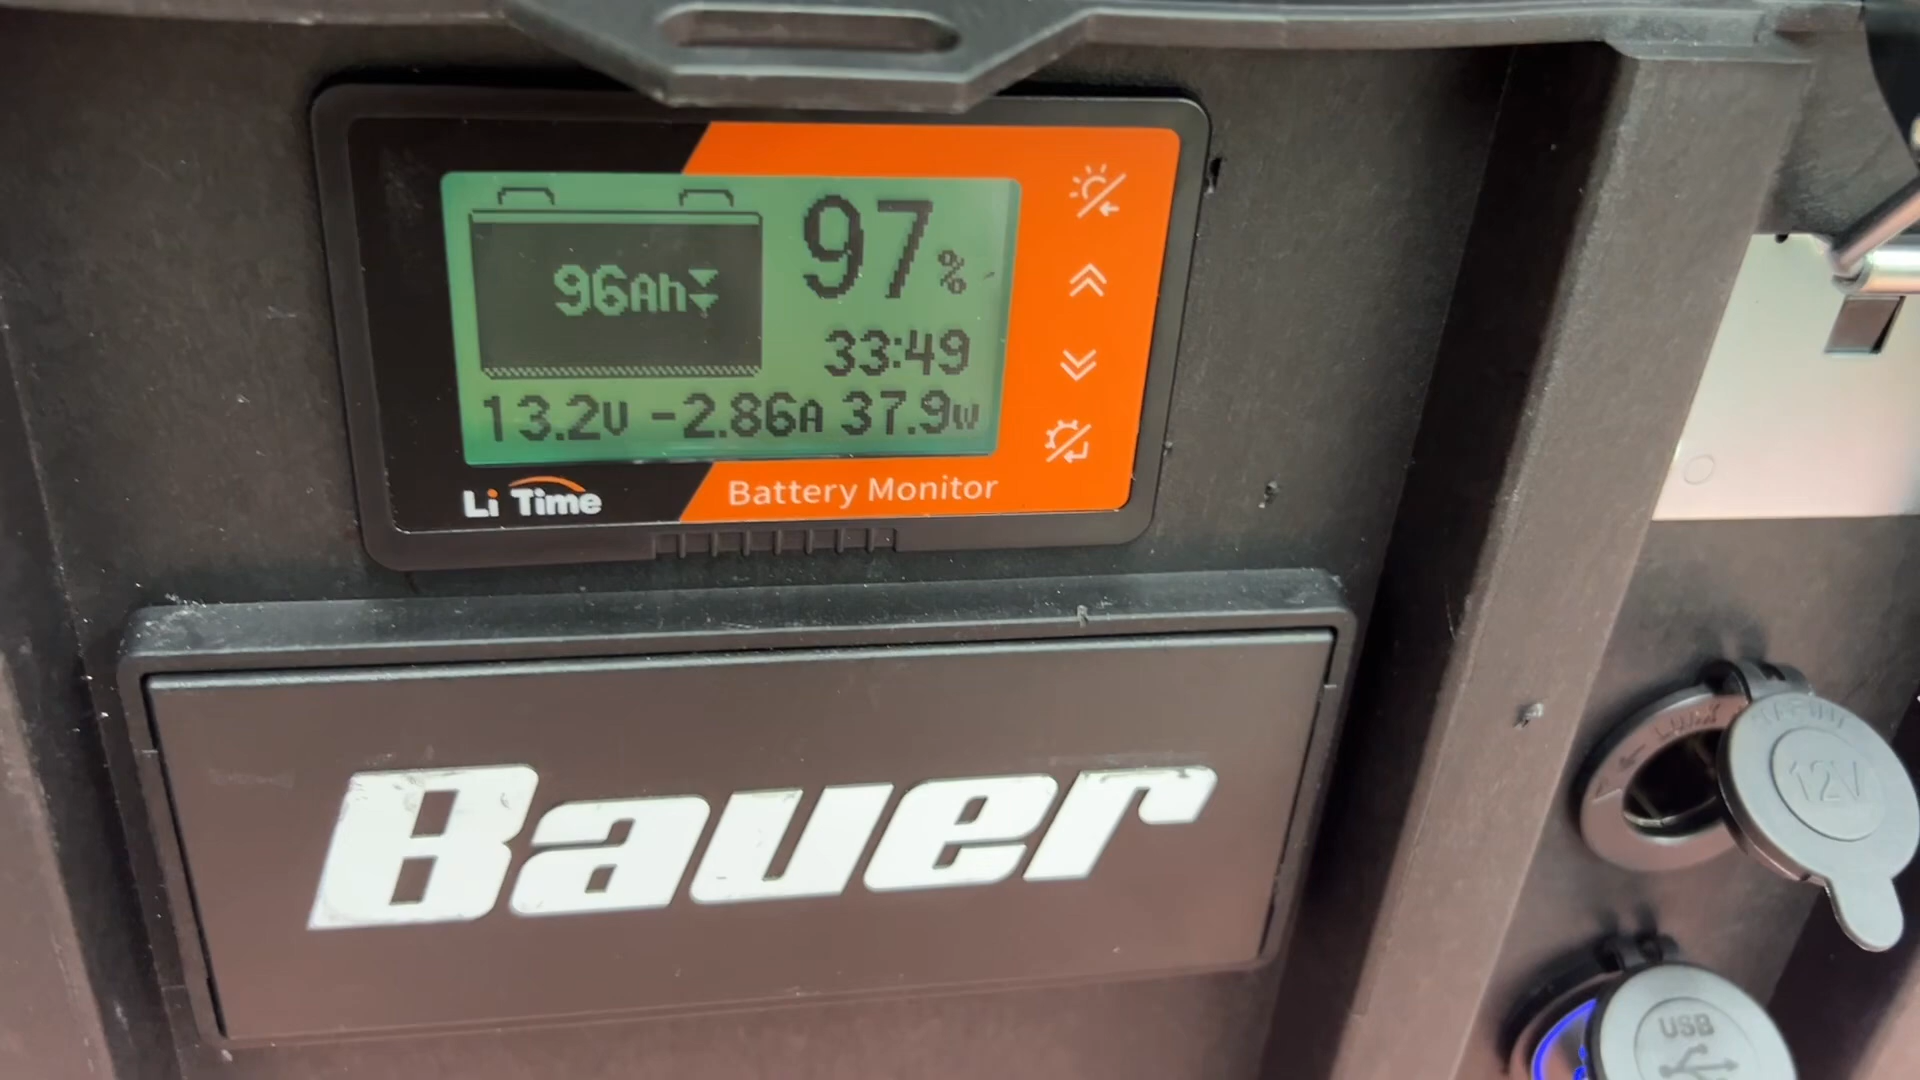 97%
96Ah
33:49
13.2V -2.86A 37.9W
Li Time
Battery Monitor
Bauer
12V
USB